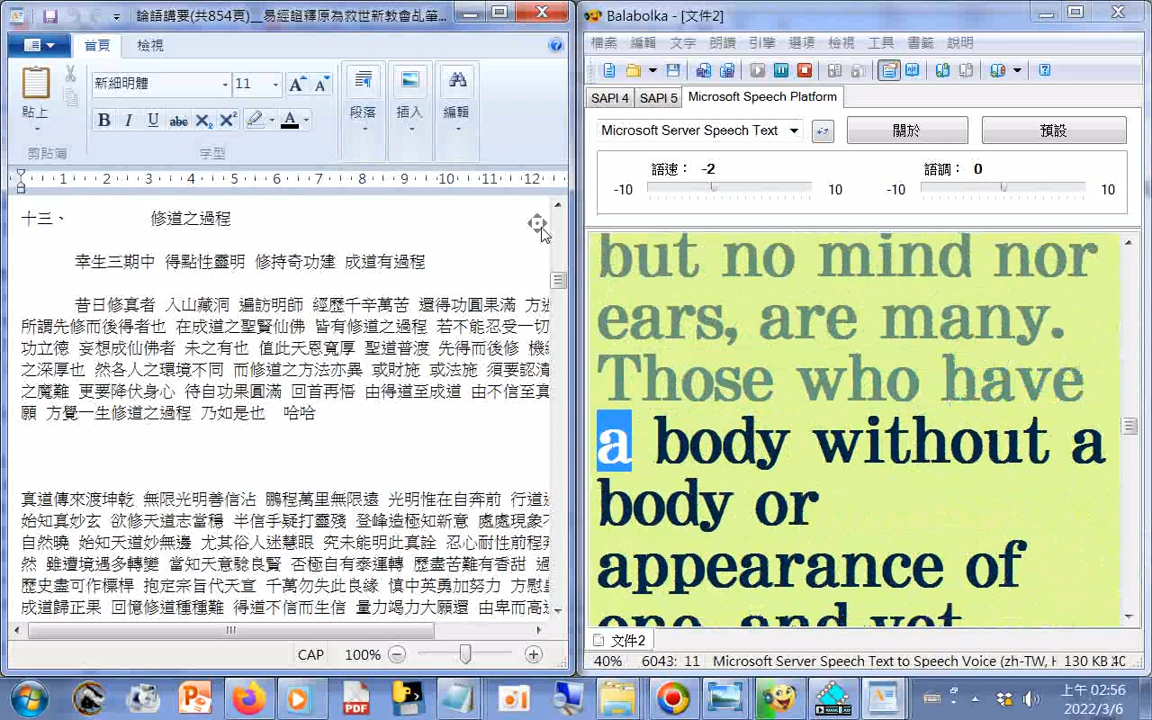 論語講要(共854頁)__易經證釋原為救世新教會乩筆...
首頁
檢視
貼上
剪貼簿
新細明體
11
B I U abc X₂ X² A
字型
段落
插入
編輯
1 2 3 4 5 6 7 8 9 10 11 12
十三、 修道之過程
幸生三期中 得點性靈明 修持奇功建 成道有過程
昔日修真者 入山藏洞 遍訪明師 經歷千辛萬苦 還得功圓果滿 方
所謂先修而後得者也 在成道之聖賢仙佛 皆有修道之過程 若不能忍受一切
功立德 妄想成仙佛者 未之有也 值此天恩寬厚 聖道普渡 先得而後修 機
之深厚也 然各人之環境不同 而修道之方法亦異 或財施 或法施 須要認清
之魔難 更要降伏身心 待自功果圓滿 回首再悟 由得道至成道 由不信至真
願 方覺一生修道之過程 乃如是也 哈哈
真道傳來渡坤乾 無限光明善信沾 鵬程萬里無限遠 光明惟在自奔前 行道
始知真妙玄 欲修天道志當穩 半信乎疑打靈殘 登峰造極知新意 處處現象
自然曉 始知天道妙無邊 尤其俗人迷慧眼 究未能明此真詮 忍心耐性前程
然 雖遭境遇多轉變 當知天意驗良賢 否極自有泰運轉 歷盡苦難有香甜
歷史盡可作標桿 抱定宗旨代天宣 千萬勿失此良緣 慎中英勇加努力 方慰
成道歸正果 回憶修道種種難 得道不信而生信 量力竭力大願還 由卑而高
CAP 100%
Balabolka - [文件2]
檔案 編輯 文字 朗讀 引擎 選項 檢視 工具 書籤 說明
SAPI 4 SAPI 5 Microsoft Speech Platform
Microsoft Server Speech Text
關於
預設
語速： -2
-10 10
語調： 0
-10 10
but no mind nor
ears, are many.
Those who have
a body without a
body or
appearance of
one, and yet
文件2
40% 6043: 11 Microsoft Server Speech Text to Speech Voice (zh-TW, H 130 KB
上午 02:56
2022/3/6